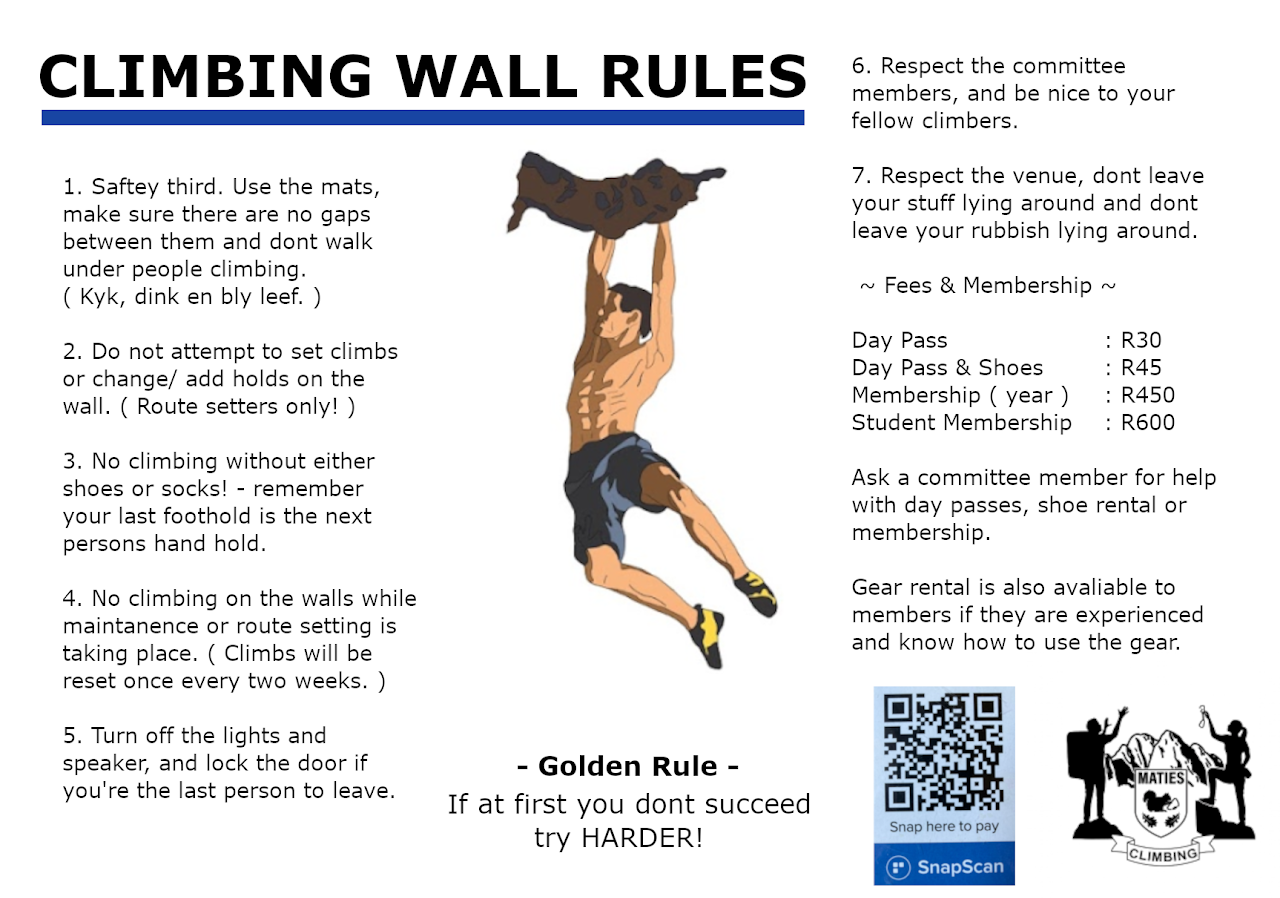 CLIMBING WALL RULES
1. Saftey third. Use the mats,
make sure there are no gaps
between them and dont walk
under people climbing.
( Kyk, dink en bly leef. )
2. Do not attempt to set climbs
or change/ add holds on the
wall. ( Route setters only! )
3. No climbing without either
shoes or socks! - remember
your last foothold is the next
persons hand hold.
4. No climbing on the walls while
maintanence or route setting is
taking place. ( Climbs will be
reset once every two weeks. )
5. Turn off the lights and
speaker, and lock the door if
you're the last person to leave.
- Golden Rule -
If at first you dont succeed
try HARDER!
6. Respect the committee
members, and be nice to your
fellow climbers.
7. Respect the venue, dont leave
your stuff lying around and dont
leave your rubbish lying around.
~ Fees & Membership ~
Day Pass : R30
Day Pass & Shoes : R45
Membership ( year ) : R450
Student Membership : R600
Ask a committee member for help
with day passes, shoe rental or
membership.
Gear rental is also avaliable to
members if they are experienced
and know how to use the gear.
Snap here to pay
SnapScan
MATIES
CLIMBING